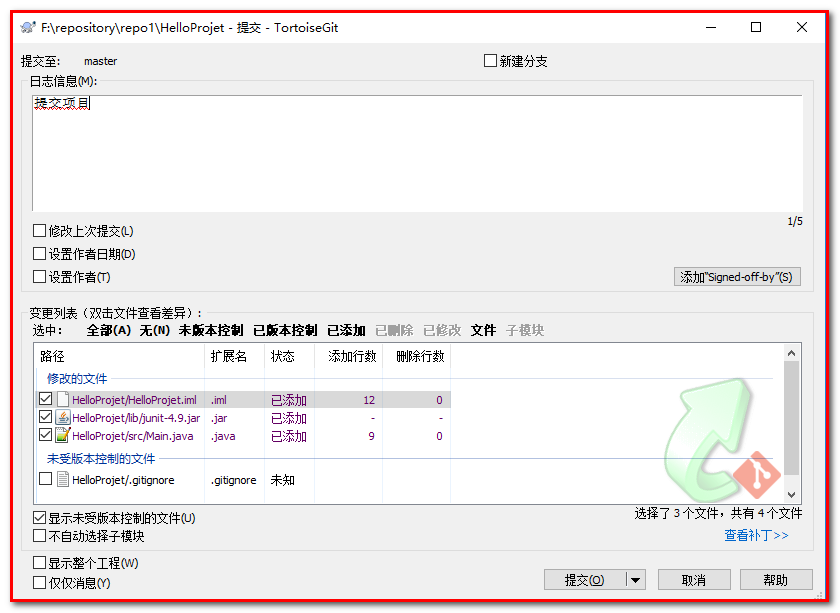 F:\repository\repo1\HelloProjet - 提交 - TortoiseGit
提交至: master 新建分支
日志信息(M):
提交项目
1/5
修改上次提交(L)
设置作者日期(D)
设置作者(T) 添加"Signed-off-by"(S)
变更列表（双击文件查看差异）:
选中: 全部(A) 无(N) 未版本控制 已版本控制 已添加 已删除 已修改 文件 子模块
路径 扩展名 状态 添加行数 删除行数
修改的文件
HelloProjet/HelloProjet.iml .iml 已添加 12 0
HelloProjet/lib/junit-4.9.jar .jar 已添加 - -
HelloProjet/src/Main.java .java 已添加 9 0
未受版本控制的文件
HelloProjet/.gitignore .gitignore 未知
显示未受版本控制的文件(U) 选择了 3 个文件，共有 4 个文件
不自动选择子模块 查看补丁>>
显示整个工程(W)
仅仅消息(Y) 提交(O) 取消 帮助